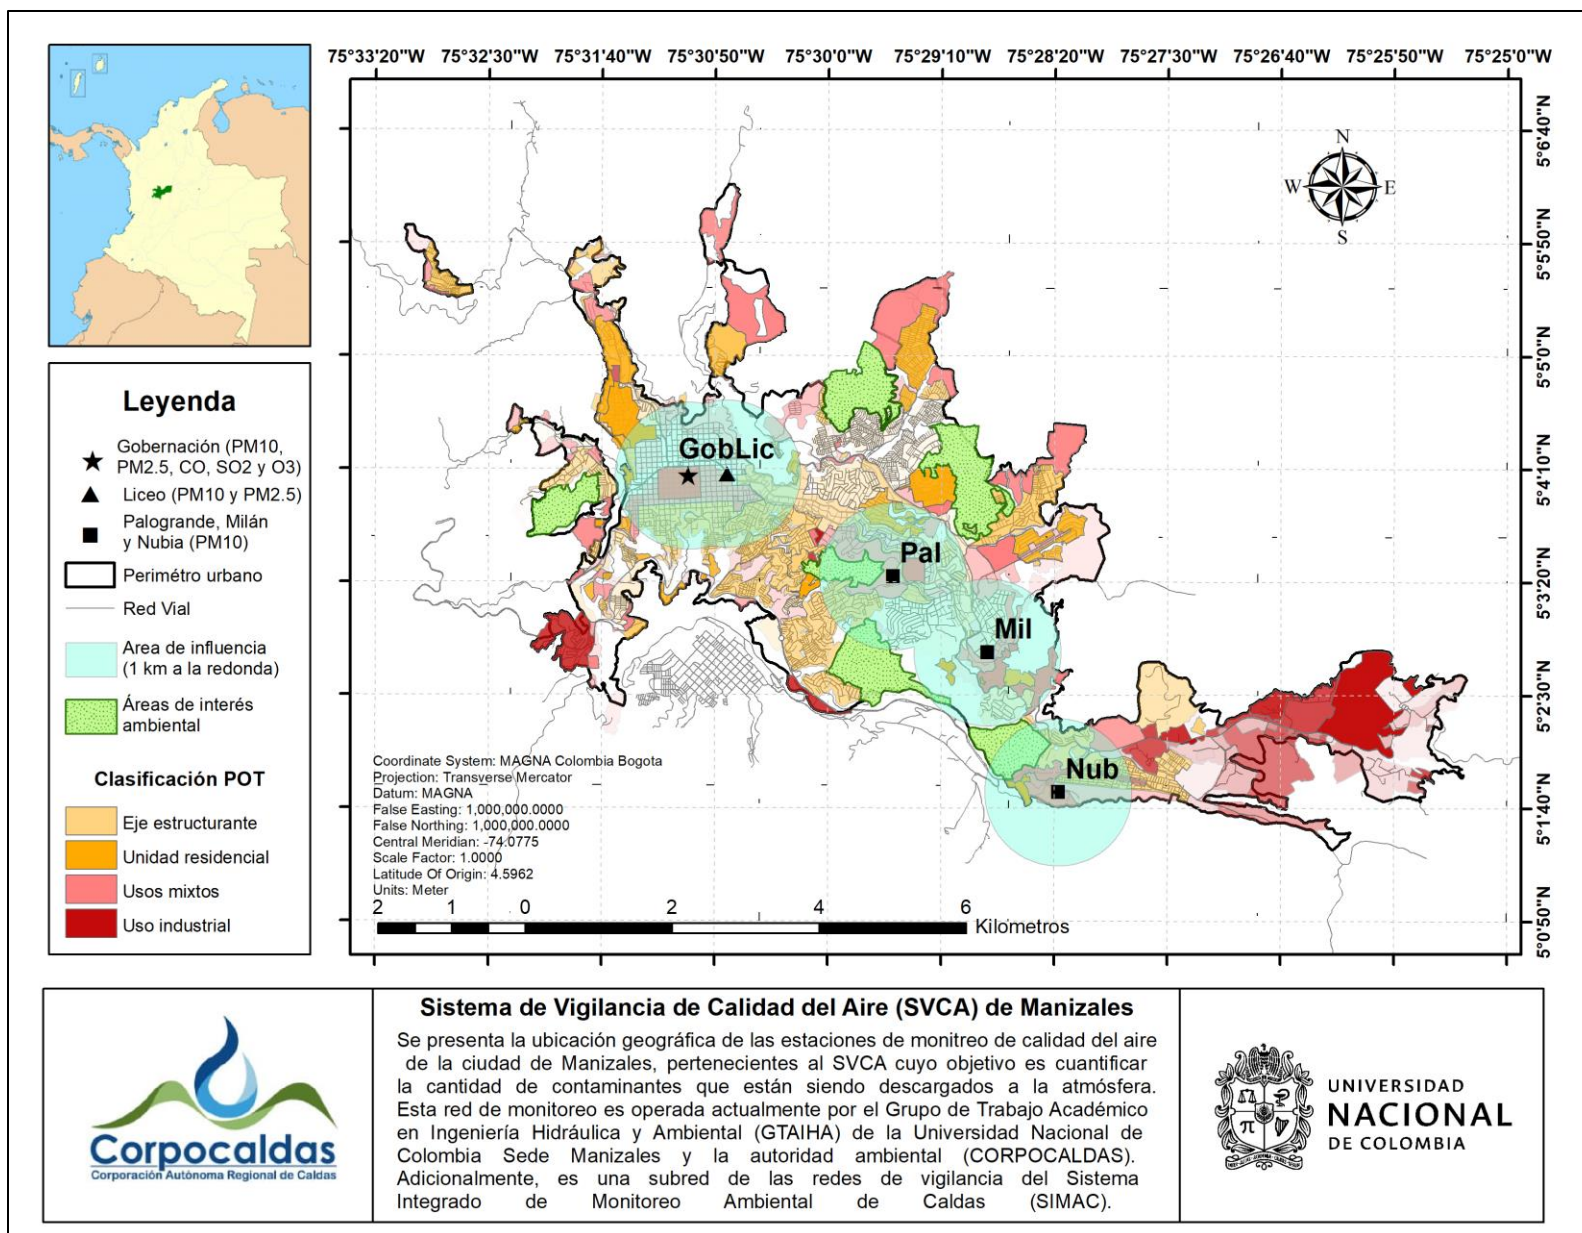 75°33'20"W 75°32'30"W 75°31'40"W 75°30'50"W 75°30'0"W 75°29'10"W 75°28'20"W 75°27'30"W 75°26'40"W 75°25'50"W 75°25'0"W
N
W E
S
5°6'40"N
5°5'50"N
5°5'0"N
5°4'10"N
5°3'20"N
5°2'30"N
5°1'40"N
5°0'50"N
Leyenda
Gobernación (PM10,
PM2.5, CO, SO2 y O3)
Liceo (PM10 y PM2.5)
Palogrande, Milán
y Nubia (PM10)
Perimétro urbano
Red Vial
Area de influencia
(1 km a la redonda)
Áreas de interés
ambiental
Clasificación POT
Eje estructurante
Unidad residencial
Usos mixtos
Uso industrial
GobLic
Pal
Mil
Nub
Coordinate System: MAGNA Colombia Bogota
Projection: Transverse Mercator
Datum: MAGNA
False Easting: 1,000,000.0000
False Northing: 1,000,000.0000
Central Meridian: -74.0775
Scale Factor: 1.0000
Latitude Of Origin: 4.5962
Units: Meter
2 1 0 2 4 6
Kilometros
Corpocaldas
Corporación Autónoma Regional de Caldas
Sistema de Vigilancia de Calidad del Aire (SVCA) de Manizales
Se presenta la ubicación geográfica de las estaciones de monitreo de calidad del aire
de la ciudad de Manizales, pertenecientes al SVCA cuyo objetivo es cuantificar
la cantidad de contaminantes que están siendo descargados a la atmósfera.
Esta red de monitoreo es operada actualmente por el Grupo de Trabajo Académico
en Ingeniería Hidráulica y Ambiental (GTAIHA) de la Universidad Nacional de
Colombia Sede Manizales y la autoridad ambiental (CORPOCALDAS).
Adicionalmente, es una subred de las redes de vigilancia del Sistema
Integrado de Monitoreo Ambiental de Caldas (SIMAC).
UNIVERSIDAD
NACIONAL
DE COLOMBIA